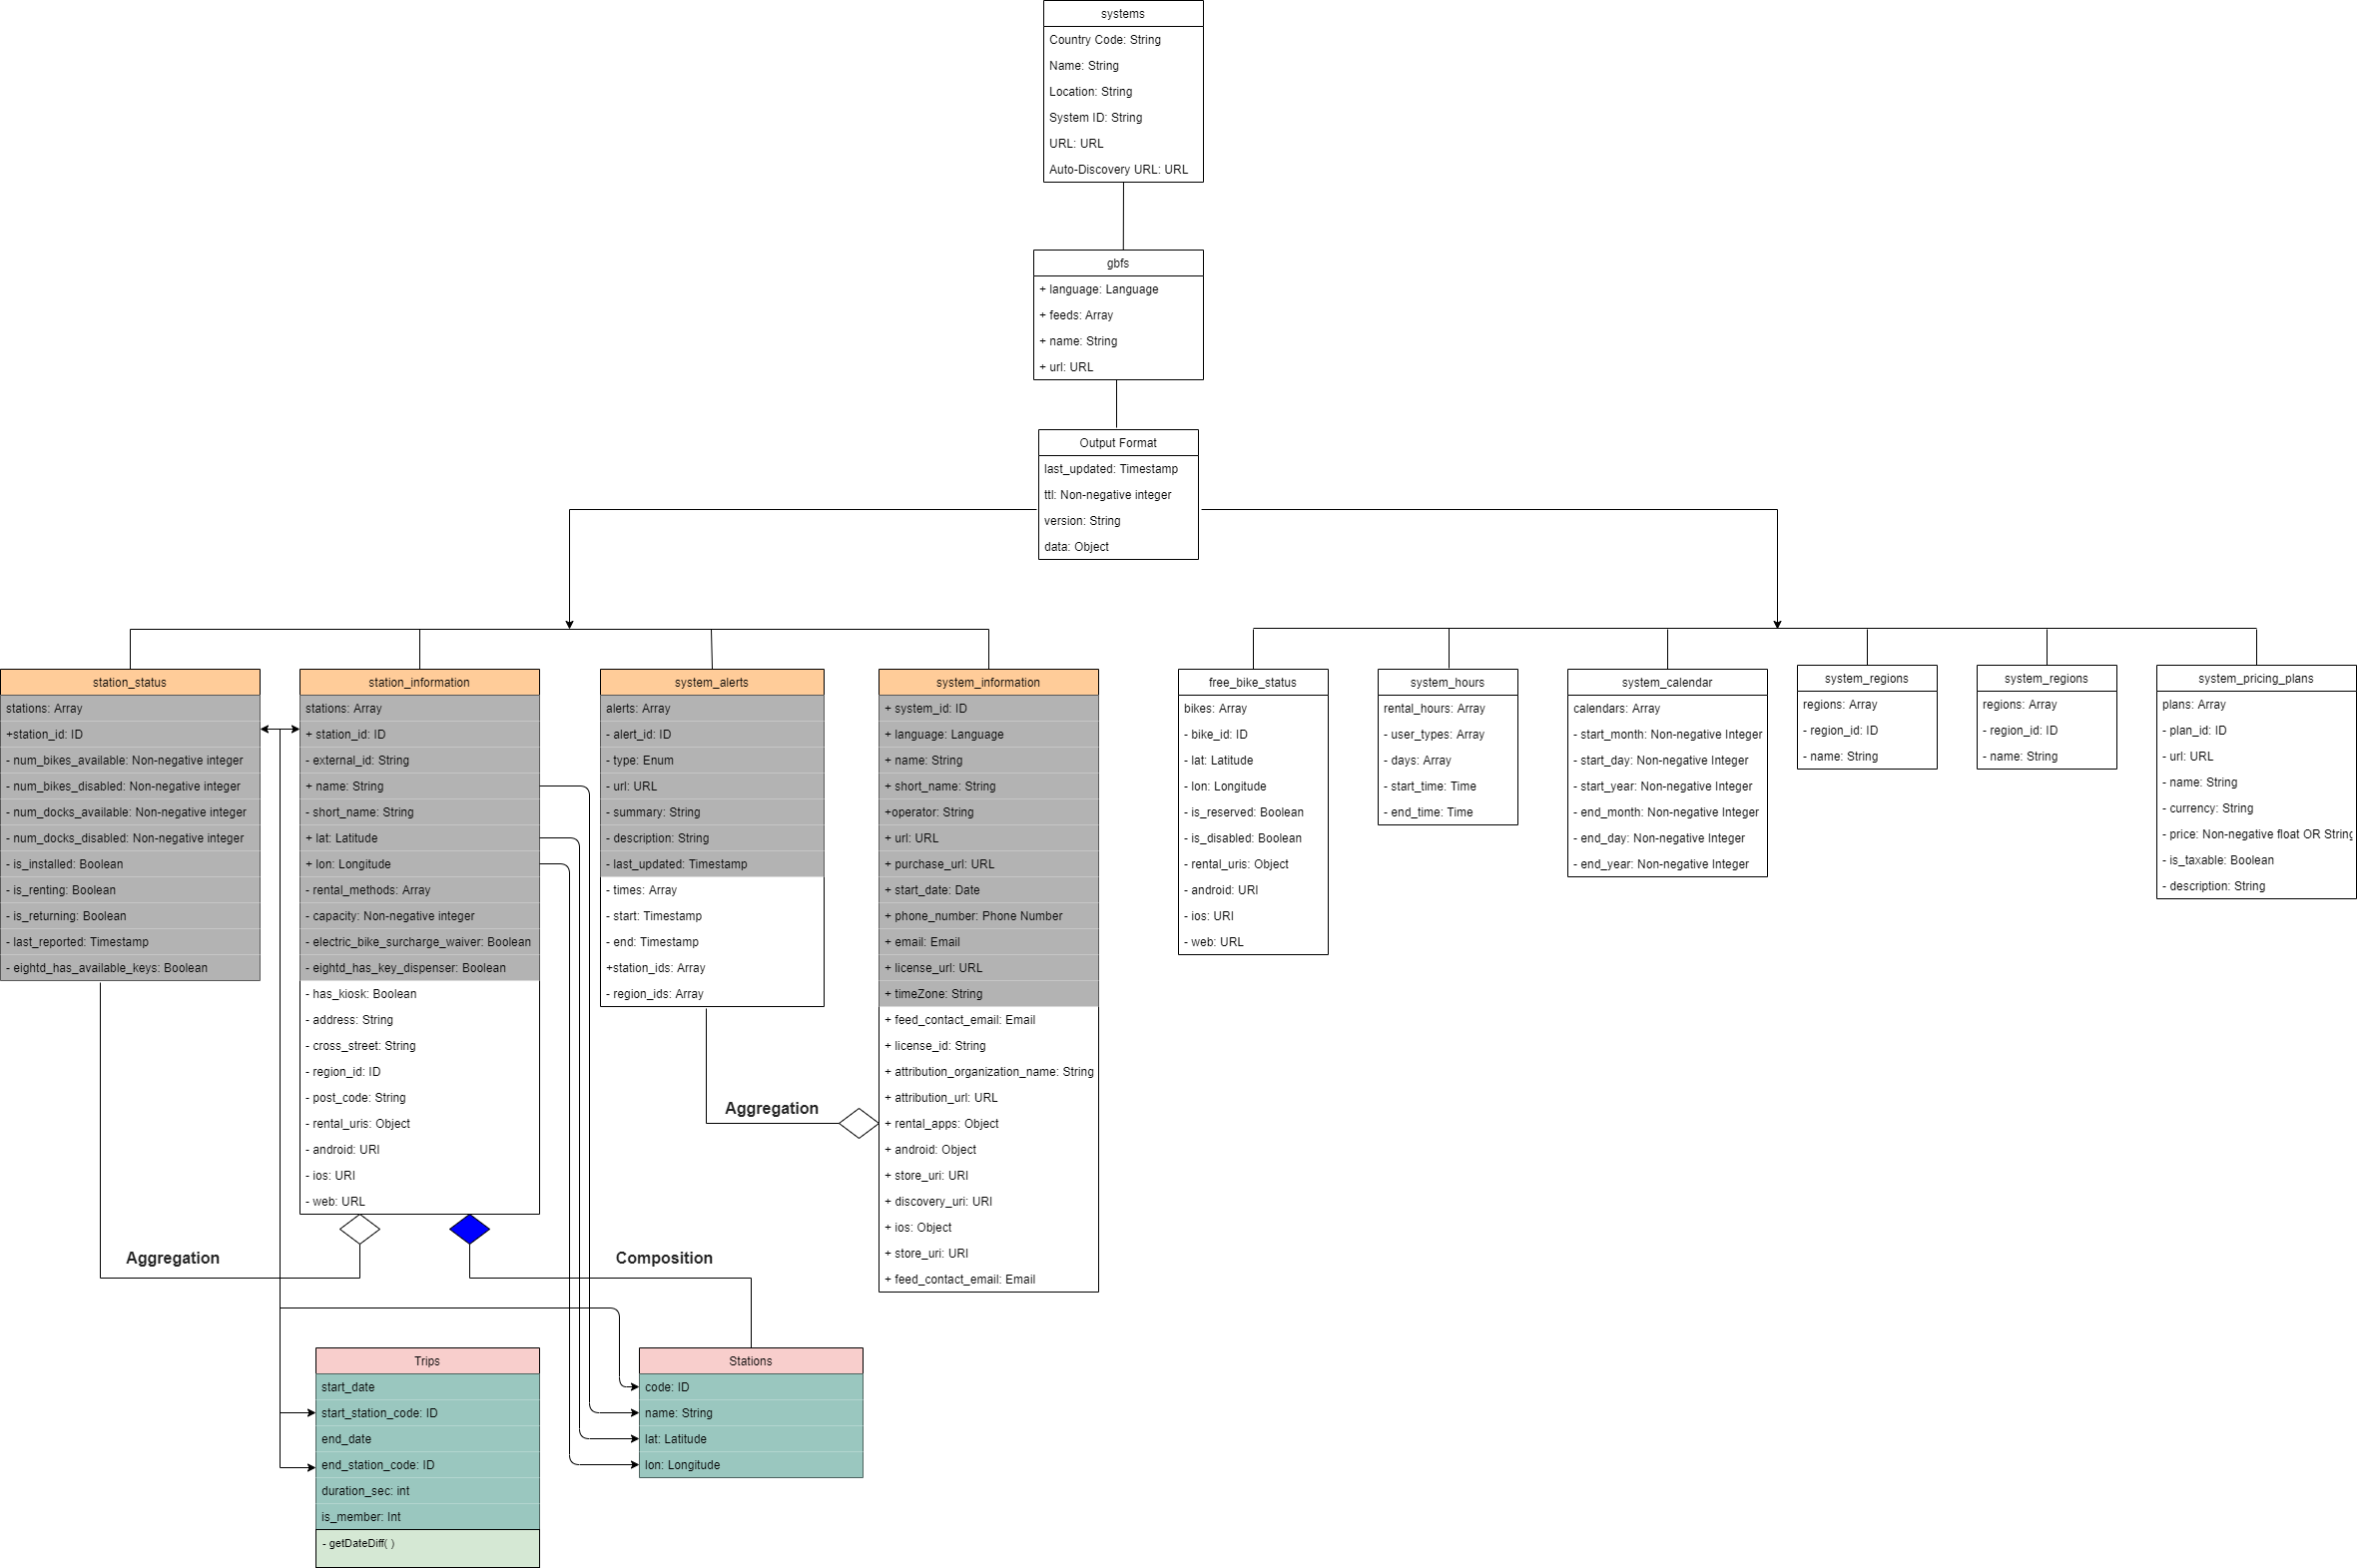 systems
Country Code: String
Name: String
Location: String
System ID: String
URL: URL
Auto-Discovery URL: URL
gbfs
+ language: Language
+ feeds: Array
+ name: String
+ url: URL
Output Format
last_updated: Timestamp
ttl: Non-negative integer
version: String
data: Object
station_status
stations: Array
+station_id: ID
- num_bikes_available: Non-negative integer
- num_bikes_disabled: Non-negative integer
- num_docks_available: Non-negative integer
- num_docks_disabled: Non-negative integer
- is_installed: Boolean
- is_renting: Boolean
- is_returning: Boolean
- last_reported: Timestamp
- eightd_has_available_keys: Boolean
station_information
stations: Array
+ station_id: ID
- external_id: String
+ name: String
- short_name: String
+ lat: Latitude
+ lon: Longitude
- rental_methods: Array
- capacity: Non-negative integer
- electric_bike_surcharge_waiver: Boolean
- eightd_has_key_dispenser: Boolean
- has_kiosk: Boolean
- address: String
- cross_street: String
- region_id: ID
- post_code: String
- rental_uris: Object
- android: URI
- ios: URI
- web: URL
system_alerts
alerts: Array
- alert_id: ID
- type: Enum
- url: URL
- summary: String
- description: String
- last_updated: Timestamp
- times: Array
- start: Timestamp
- end: Timestamp
+station_ids: Array
- region_ids: Array
system_information
+ system_id: ID
+ language: Language
+ name: String
+ short_name: String
+operator: String
+ url: URL
+ purchase_url: URL
+ start_date: Date
+ phone_number: Phone Number
+ email: Email
+ license_url: URL
+ timeZone: String
+ feed_contact_email: Email
+ license_id: String
+ attribution_organization_name: String
+ attribution_url: URL
+ rental_apps: Object
+ android: Object
+ store_uri: URI
+ discovery_uri: URI
+ ios: Object
+ store_uri: URI
+ feed_contact_email: Email
free_bike_status
bikes: Array
- bike_id: ID
- lat: Latitude
- lon: Longitude
- is_reserved: Boolean
- is_disabled: Boolean
- rental_uris: Object
- android: URI
- ios: URI
- web: URL
system_hours
rental_hours: Array
- user_types: Array
- days: Array
- start_time: Time
- end_time: Time
system_calendar
calendars: Array
- start_month: Non-negative Integer
- start_day: Non-negative Integer
- start_year: Non-negative Integer
- end_month: Non-negative Integer
- end_day: Non-negative Integer
- end_year: Non-negative Integer
system_regions
regions: Array
- region_id: ID
- name: String
system_regions
regions: Array
- region_id: ID
- name: String
system_pricing_plans
plans: Array
- plan_id: ID
- url: URL
- name: String
- currency: String
- price: Non-negative float OR String
- is_taxable: Boolean
- description: String
Aggregation
Aggregation
Composition
Trips
start_date
start_station_code: ID
end_date
end_station_code: ID
duration_sec: int
is_member: Int
- getDateDiff( )
Stations
code: ID
name: String
lat: Latitude
lon: Longitude